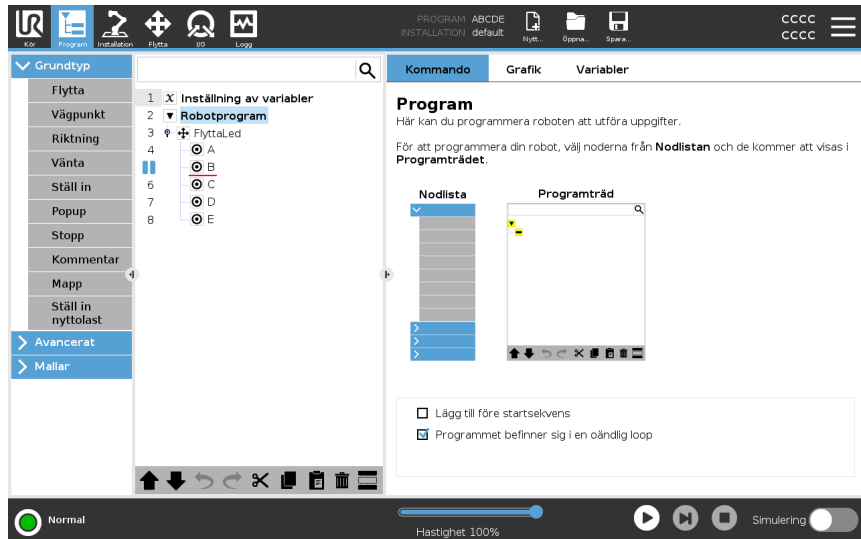 UR
Kör
Program
Installation
Flytta
I/O
Logg
PROGRAM ABCDE
INSTALLATION default
Nytt...
Öppna...
Spara...
CCCC
CCCC
Grundtyp
Flytta
Vägpunkt
Riktning
Vänta
Ställ in
Popup
Stopp
Kommentar
Mapp
Ställ in
nyttolast
Avancerat
Mallar
1 X Inställning av variabler
2 Robotprogram
3 FlyttaLed
4 A
B
6 C
7 D
8 E
Kommando Grafik Variabler
Program
Här kan du programmera roboten att utföra uppgifter.
För att programmera din robot, välj noderna från Nodlistan och de kommer att visas i
Programträdet.
Nodlista
Programträd
Lägg till före startsekvens
Programmet befinner sig i en oändlig loop
Normal
Hastighet 100%
Simulering